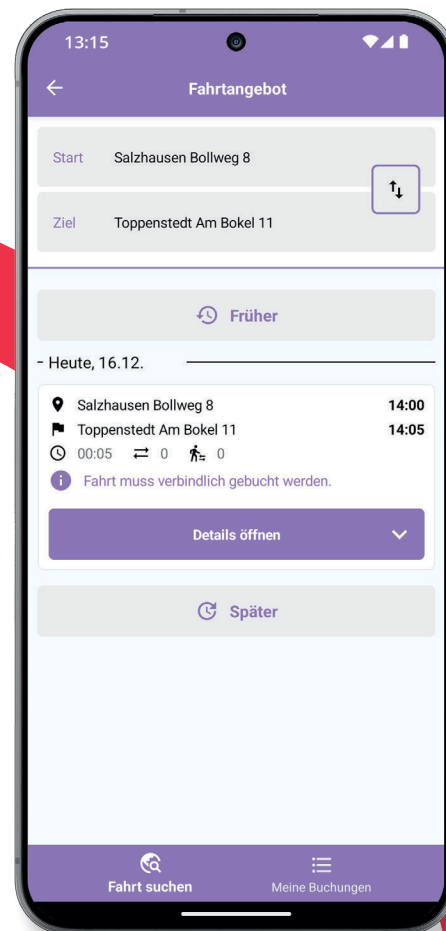 13:15
Fahrtangebot
Start Salzhausen Bollweg 8
Ziel Toppenstedt Am Bokel 11
Früher
- Heute, 16.12.
Salzhausen Bollweg 8 14:00
Toppenstedt Am Bokel 11 14:05
00:05 0 0
Fahrt muss verbindlich gebucht werden.
Details öffnen
Später
Fahrt suchen Meine Buchungen